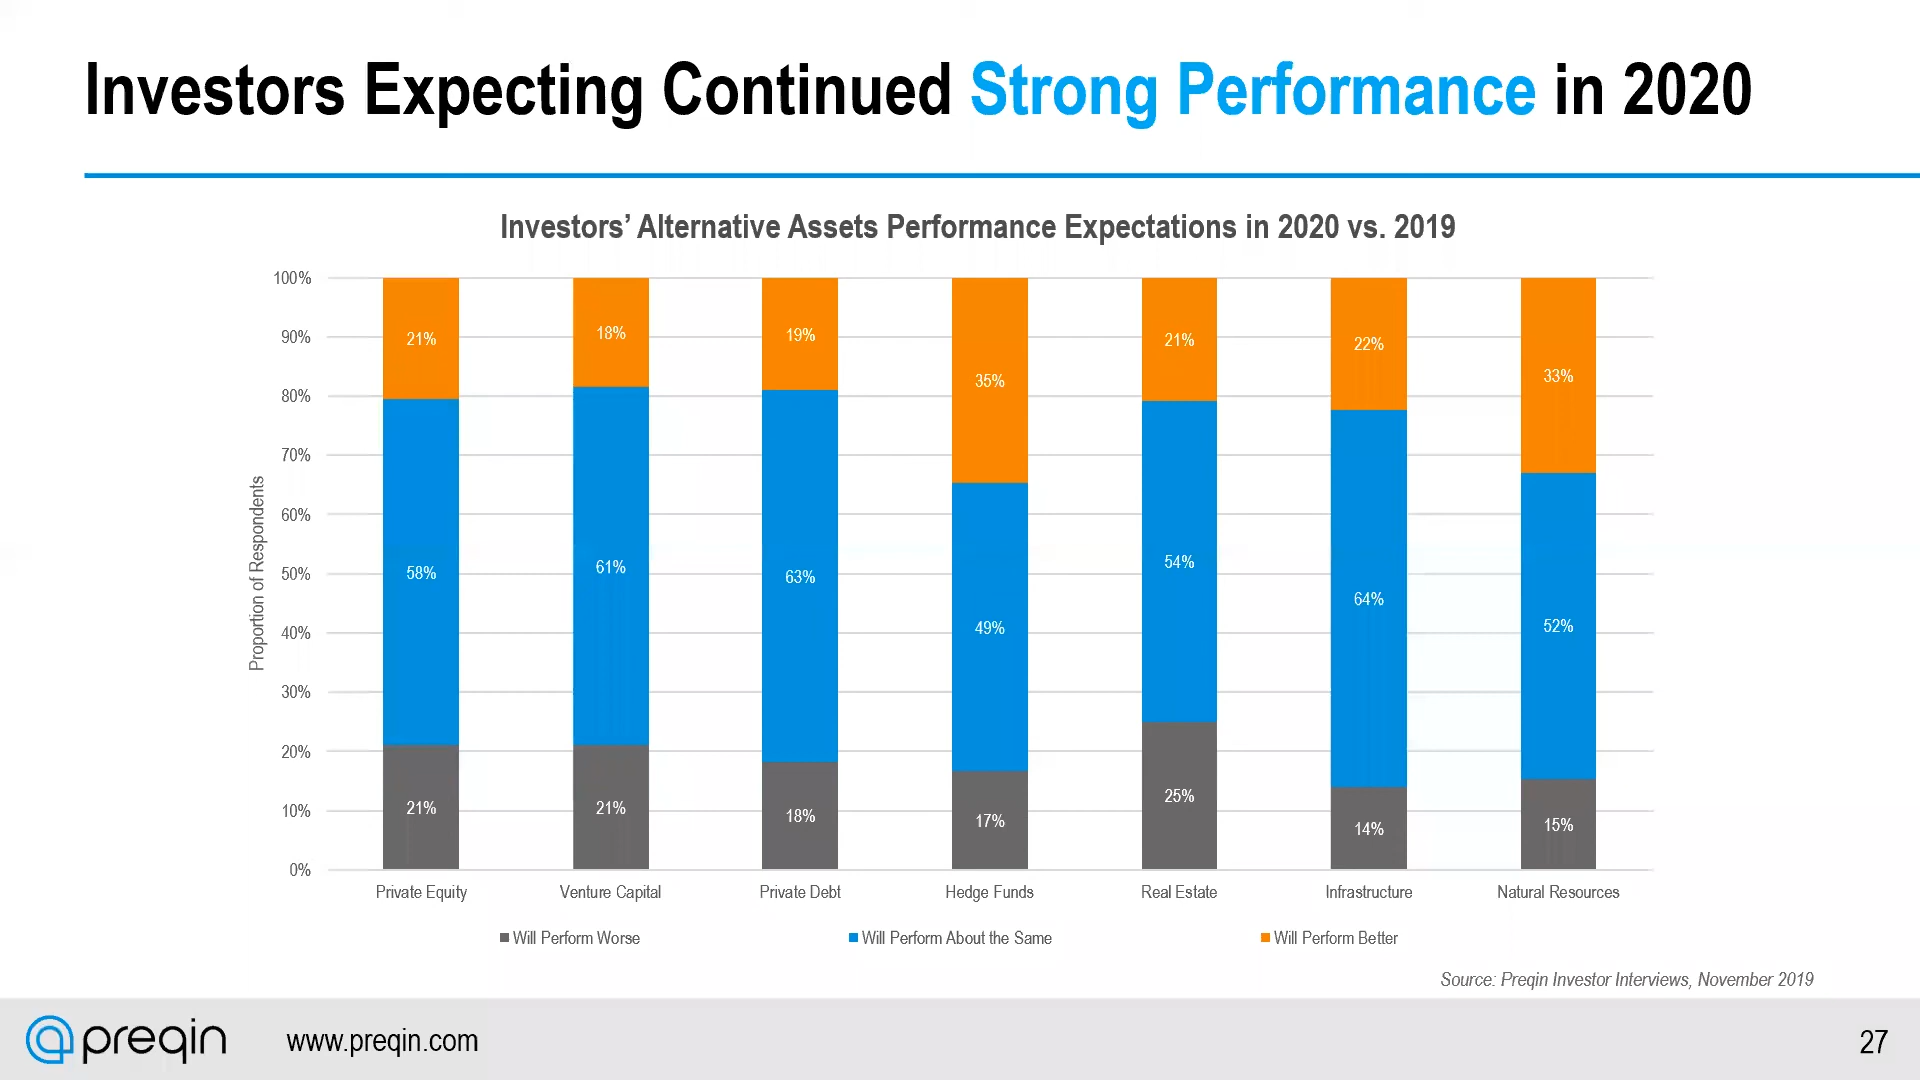 Investors Expecting Continued Strong Performance in 2020
Investors’ Alternative Assets Performance Expectations in 2020 vs. 2019
Proportion of Respondents
100%
90%
80%
70%
60%
50%
40%
30%
20%
10%
0%
21%
58%
21%
18%
61%
21%
19%
63%
18%
35%
49%
17%
21%
54%
25%
22%
64%
14%
33%
52%
15%
Private Equity
Venture Capital
Private Debt
Hedge Funds
Real Estate
Infrastructure
Natural Resources
Will Perform Worse
Will Perform About the Same
Will Perform Better
Source: Preqin Investor Interviews, November 2019
preqin
www.preqin.com
27